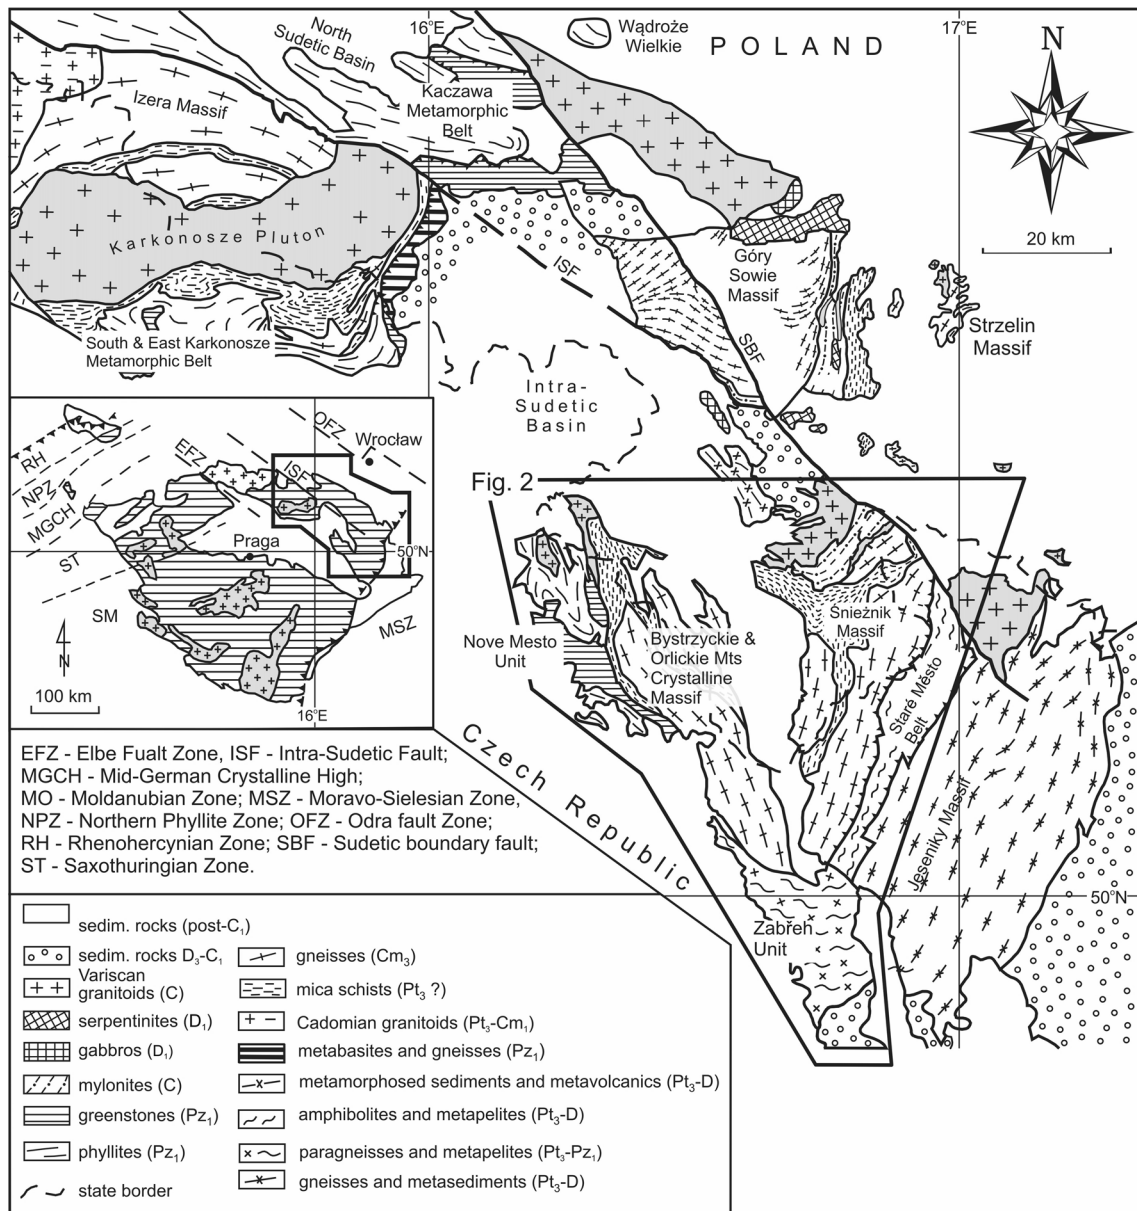 16°E
17°E
Wądroże
Wielkie
POLAND
N
North
Sudetic Basin
Kaczawa
Metamorphic
Belt
Izera Massif
Karkonosze Pluton
ISF
Góry
Sowie
Massif
20 km
SBF
Strzelin
Massif
South & East Karkonosze
Metamorphic Belt
Intra-
Sudetic
Basin
OFZ
Wrocław
EFZ
ISF
RH
NPZ
MGCH
ST
Praga
50°N
SM
MSZ
N
100 km
16°E
Fig. 2
Nove Mesto
Unit
Bystrzyckie &
Orlickie Mts
Crystalline
Massif
Śnieżnik
Massif
Staré Město
Belt
Jeseniky Massif
Czech Republic
50°N
Zábřeh
Unit
EFZ - Elbe Fualt Zone, ISF - Intra-Sudetic Fault;
MGCH - Mid-German Crystalline High;
MO - Moldanubian Zone; MSZ - Moravo-Sielesian Zone,
NPZ - Northern Phyllite Zone; OFZ - Odra fault Zone;
RH - Rhenohercynian Zone; SBF - Sudetic boundary fault;
ST - Saxothuringian Zone.
sedim. rocks (post-C₁)
sedim. rocks D₃-C₁
Variscan
granitoids (C)
serpentinites (D₁)
gabbros (D₁)
mylonites (C)
greenstones (Pz₁)
phyllites (Pz₁)
state border
gneisses (Cm₃)
mica schists (Pt₃ ?)
Cadomian granitoids (Pt₃-Cm₁)
metabasites and gneisses (Pz₁)
metamorphosed sediments and metavolcanics (Pt₃-D)
amphibolites and metapelites (Pt₃-D)
paragneisses and metapelites (Pt₃-Pz₁)
gneisses and metasediments (Pt₃-D)